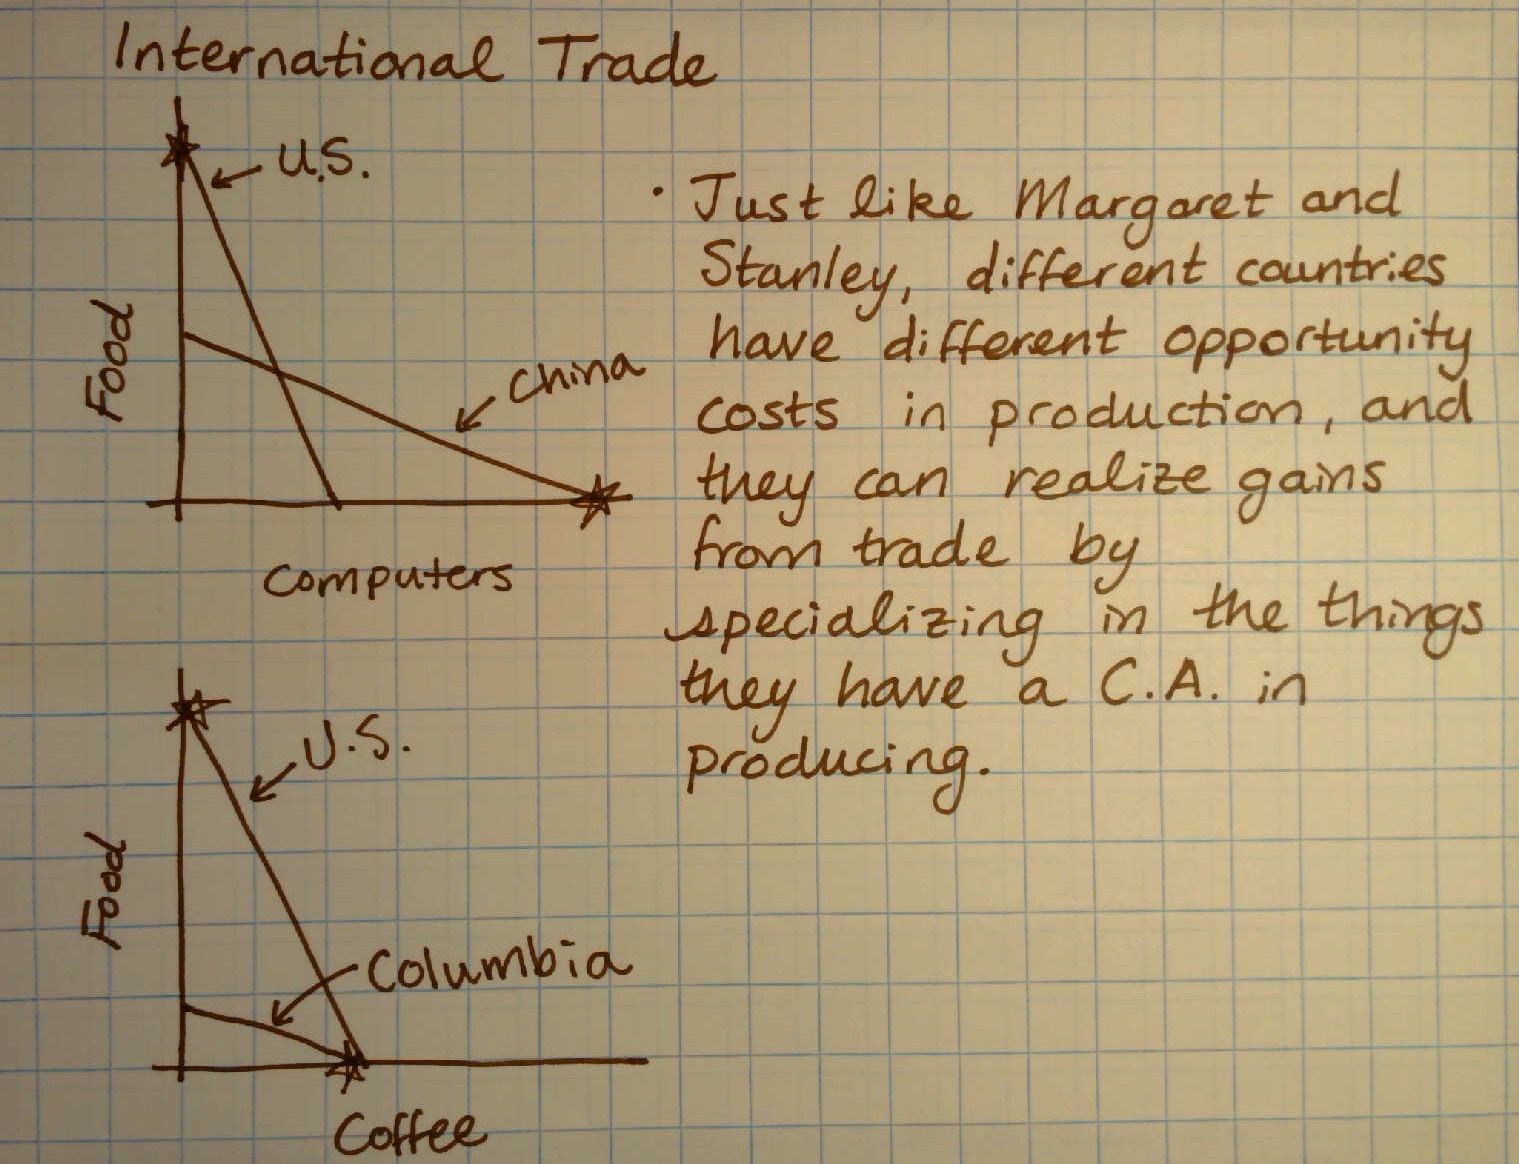 International Trade
U.S.
Food
China
Computers
· Just like Margaret and
Stanley, different countries
have different opportunity
costs in production, and
they can realize gains
from trade by
specializing in the things
they have a C.A. in
producing.
U.S.
Food
Columbia
Coffee